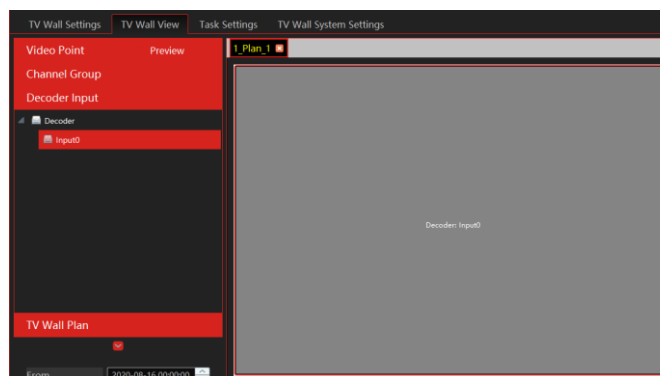 TV Wall Settings TV Wall View Task Settings TV Wall System Settings
Video Point Preview
1_Plan_1
Channel Group
Decoder Input
Decoder
Input0
Decoder: Input0
TV Wall Plan
From 2020-08-16 00:00:00